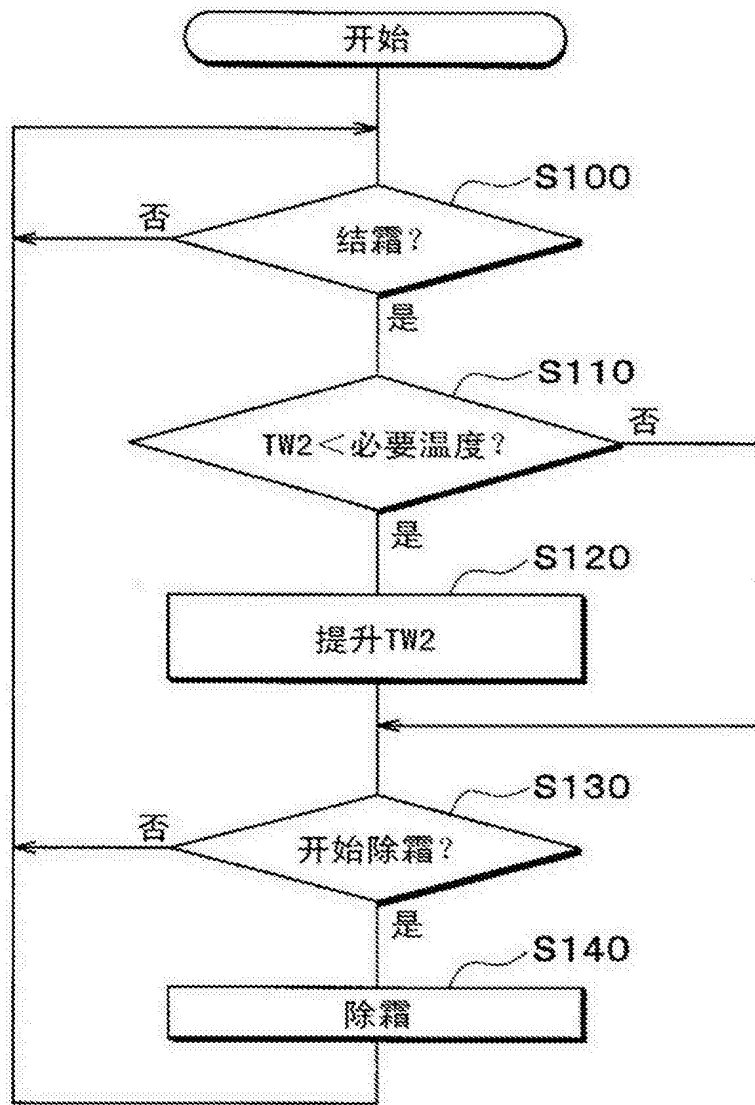 开始
S100
否
结霜?
是
S110
TW2<必要温度?
否
是
S120
提升TW2
S130
否
开始除霜?
是
S140
除霜